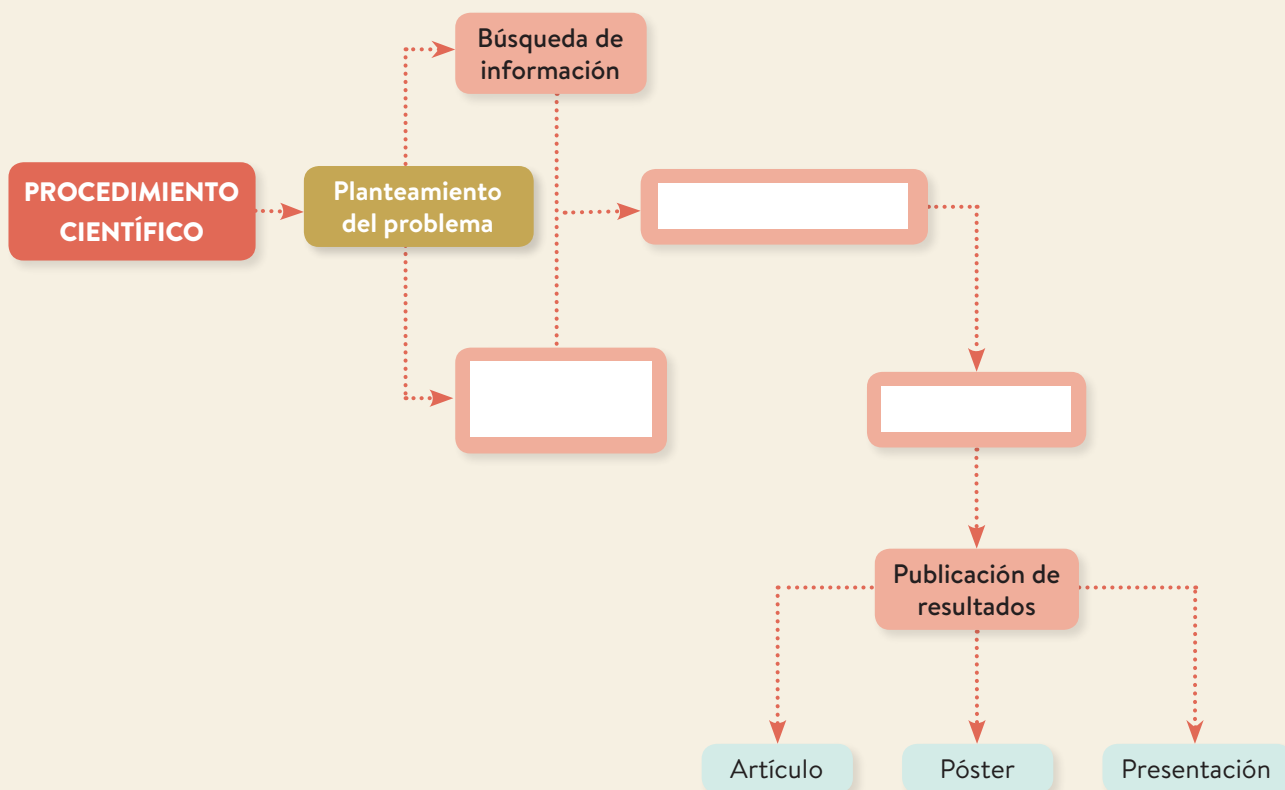 Búsqueda de
información
PROCEDIMIENTO
CIENTÍFICO
Planteamiento
del problema
Publicación de
resultados
Artículo
Póster
Presentación